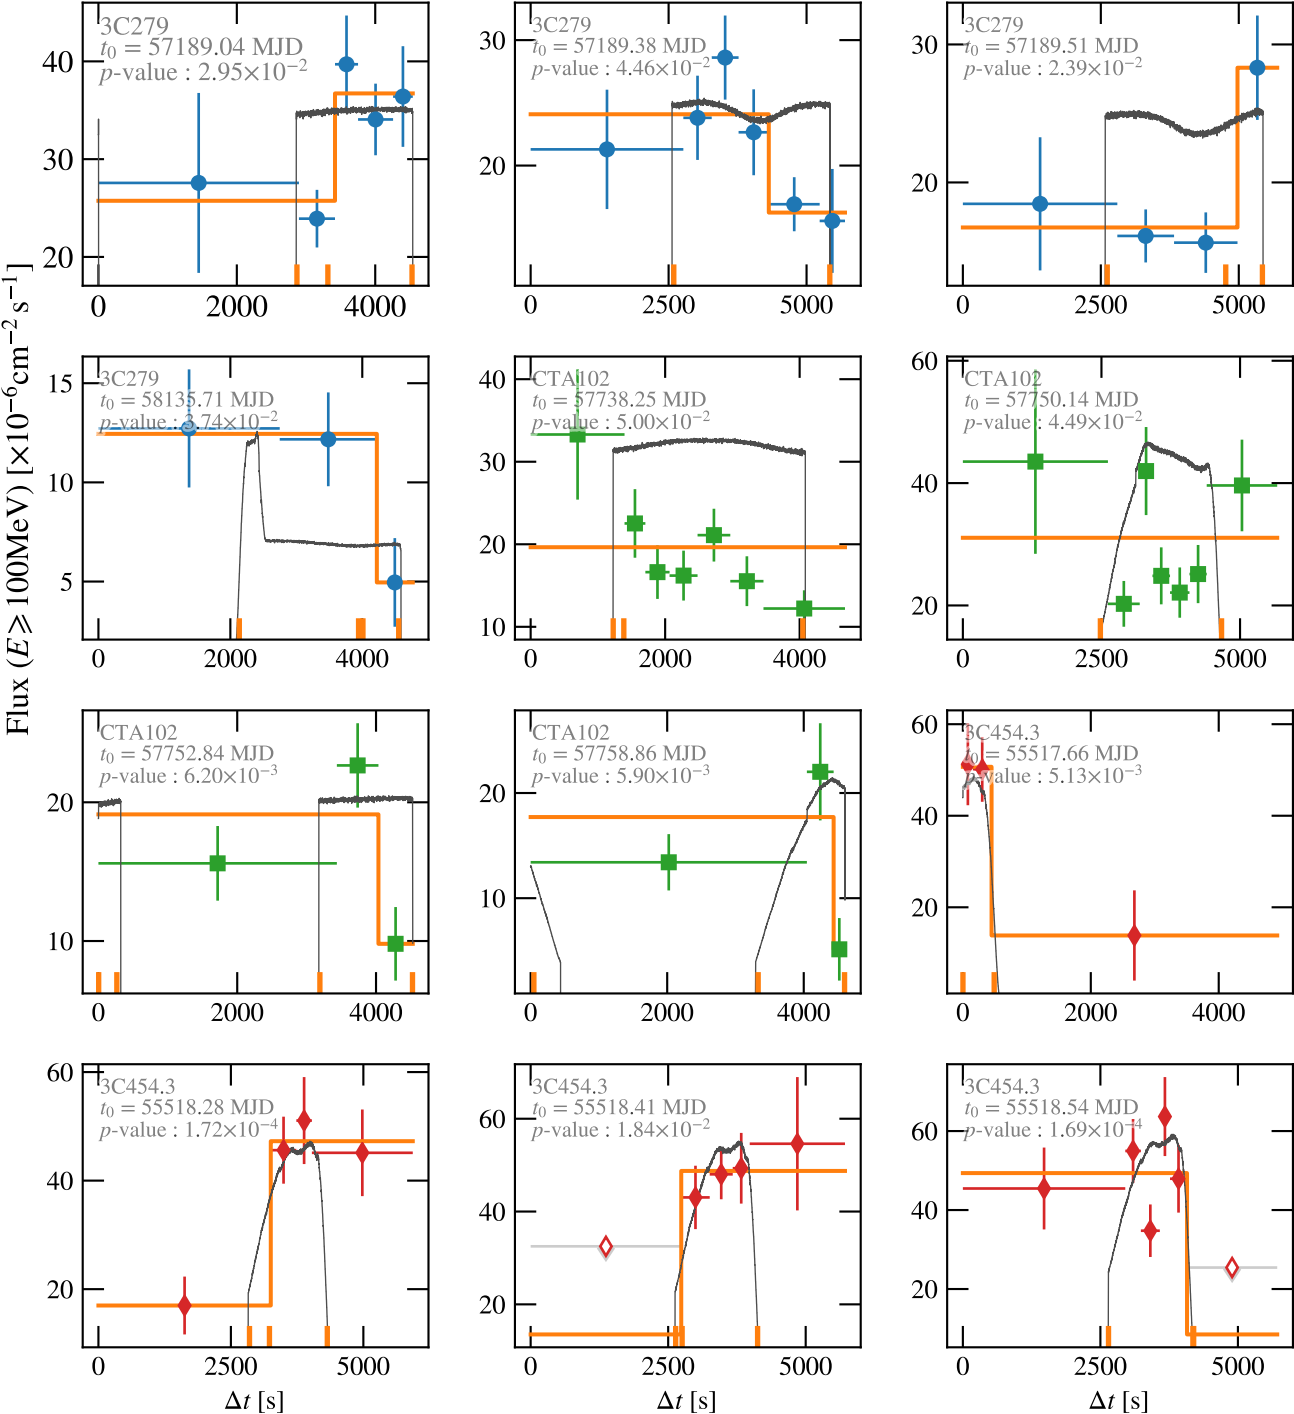 Flux (E ⩾ 100MeV) [×10⁻⁶cm⁻² s⁻¹]
3C279
t₀ = 57189.04 MJD
p-value : 2.95×10⁻²
40
30
20
0 2000 4000
3C279
t₀ = 57189.38 MJD
p-value : 4.46×10⁻²
30
20
0 2500 5000
3C279
t₀ = 57189.51 MJD
p-value : 2.39×10⁻²
30
20
0 2500 5000
3C279
t₀ = 58135.71 MJD
p-value : 3.74×10⁻²
15
10
5
0 2000 4000
CTA102
t₀ = 57738.25 MJD
p-value : 5.00×10⁻²
40
30
20
10
0 2000 4000
CTA102
t₀ = 57750.14 MJD
p-value : 4.49×10⁻²
60
40
20
0 2500 5000
CTA102
t₀ = 57752.84 MJD
p-value : 6.20×10⁻³
20
10
0 2000 4000
CTA102
t₀ = 57758.86 MJD
p-value : 5.90×10⁻³
20
10
0 2000 4000
3C454.3
t₀ = 55517.66 MJD
p-value : 5.13×10⁻³
60
40
20
0 2000 4000
3C454.3
t₀ = 55518.28 MJD
p-value : 1.72×10⁻⁴
60
40
20
0 2500 5000
Δt [s]
3C454.3
t₀ = 55518.41 MJD
p-value : 1.84×10⁻²
60
40
20
0 2500 5000
Δt [s]
3C454.3
t₀ = 55518.54 MJD
p-value : 1.69×10⁻⁴
60
40
20
0 2500 5000
Δt [s]